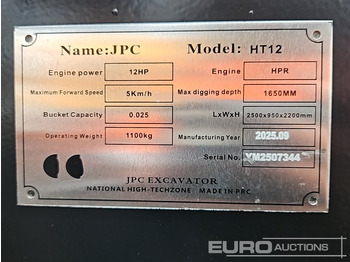 Name:JPC Model: HT12
Engine power 12HP Engine HPR
Maximum Forward Speed 5Km/h Max digging depth 1650MM
Bucket Capacity 0.025 LxWxH 2500x950x2200mm
Operating Weight 1100kg Manufacturing Year 2025.09
Serial No. YM2507344
JPC EXCAVATOR
NATIONAL HIGH-TECHZONE MADE IN PRC
EURO AUCTIONS